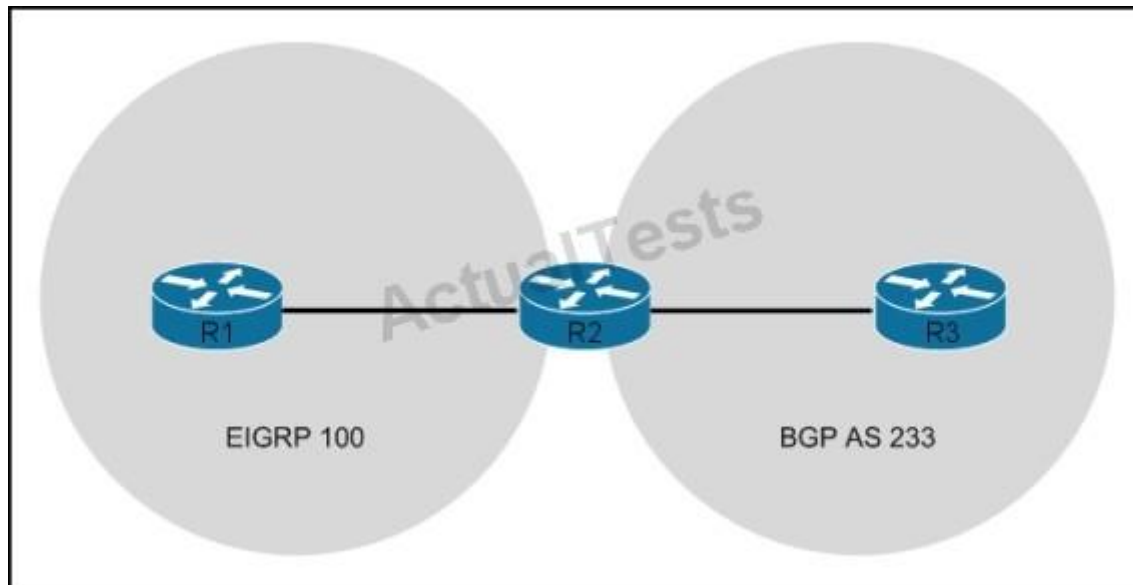 ActualTests
R1
R2
R3
EIGRP 100
BGP AS 233